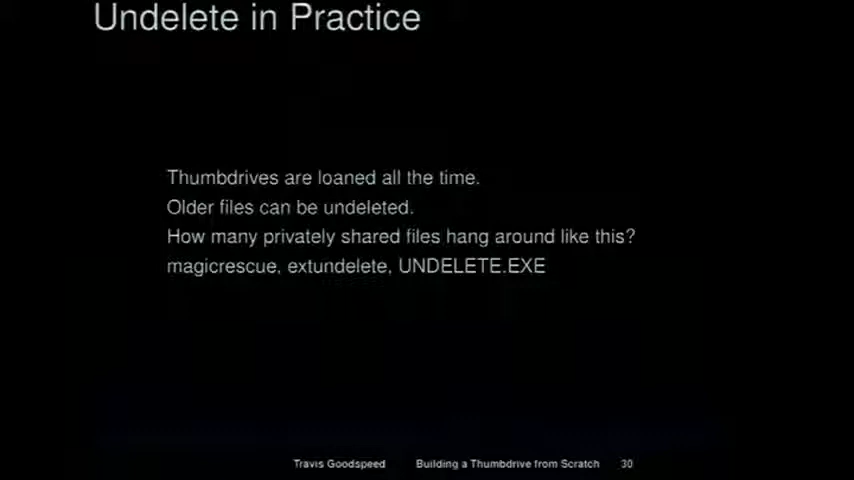 Undelete in Practice
Thumbdrives are loaned all the time.
Older files can be undeleted.
How many privately shared files hang around like this?
magicrescue, extundelete, UNDELETE.EXE
Travis Goodspeed Building a Thumbdrive from Scratch 30